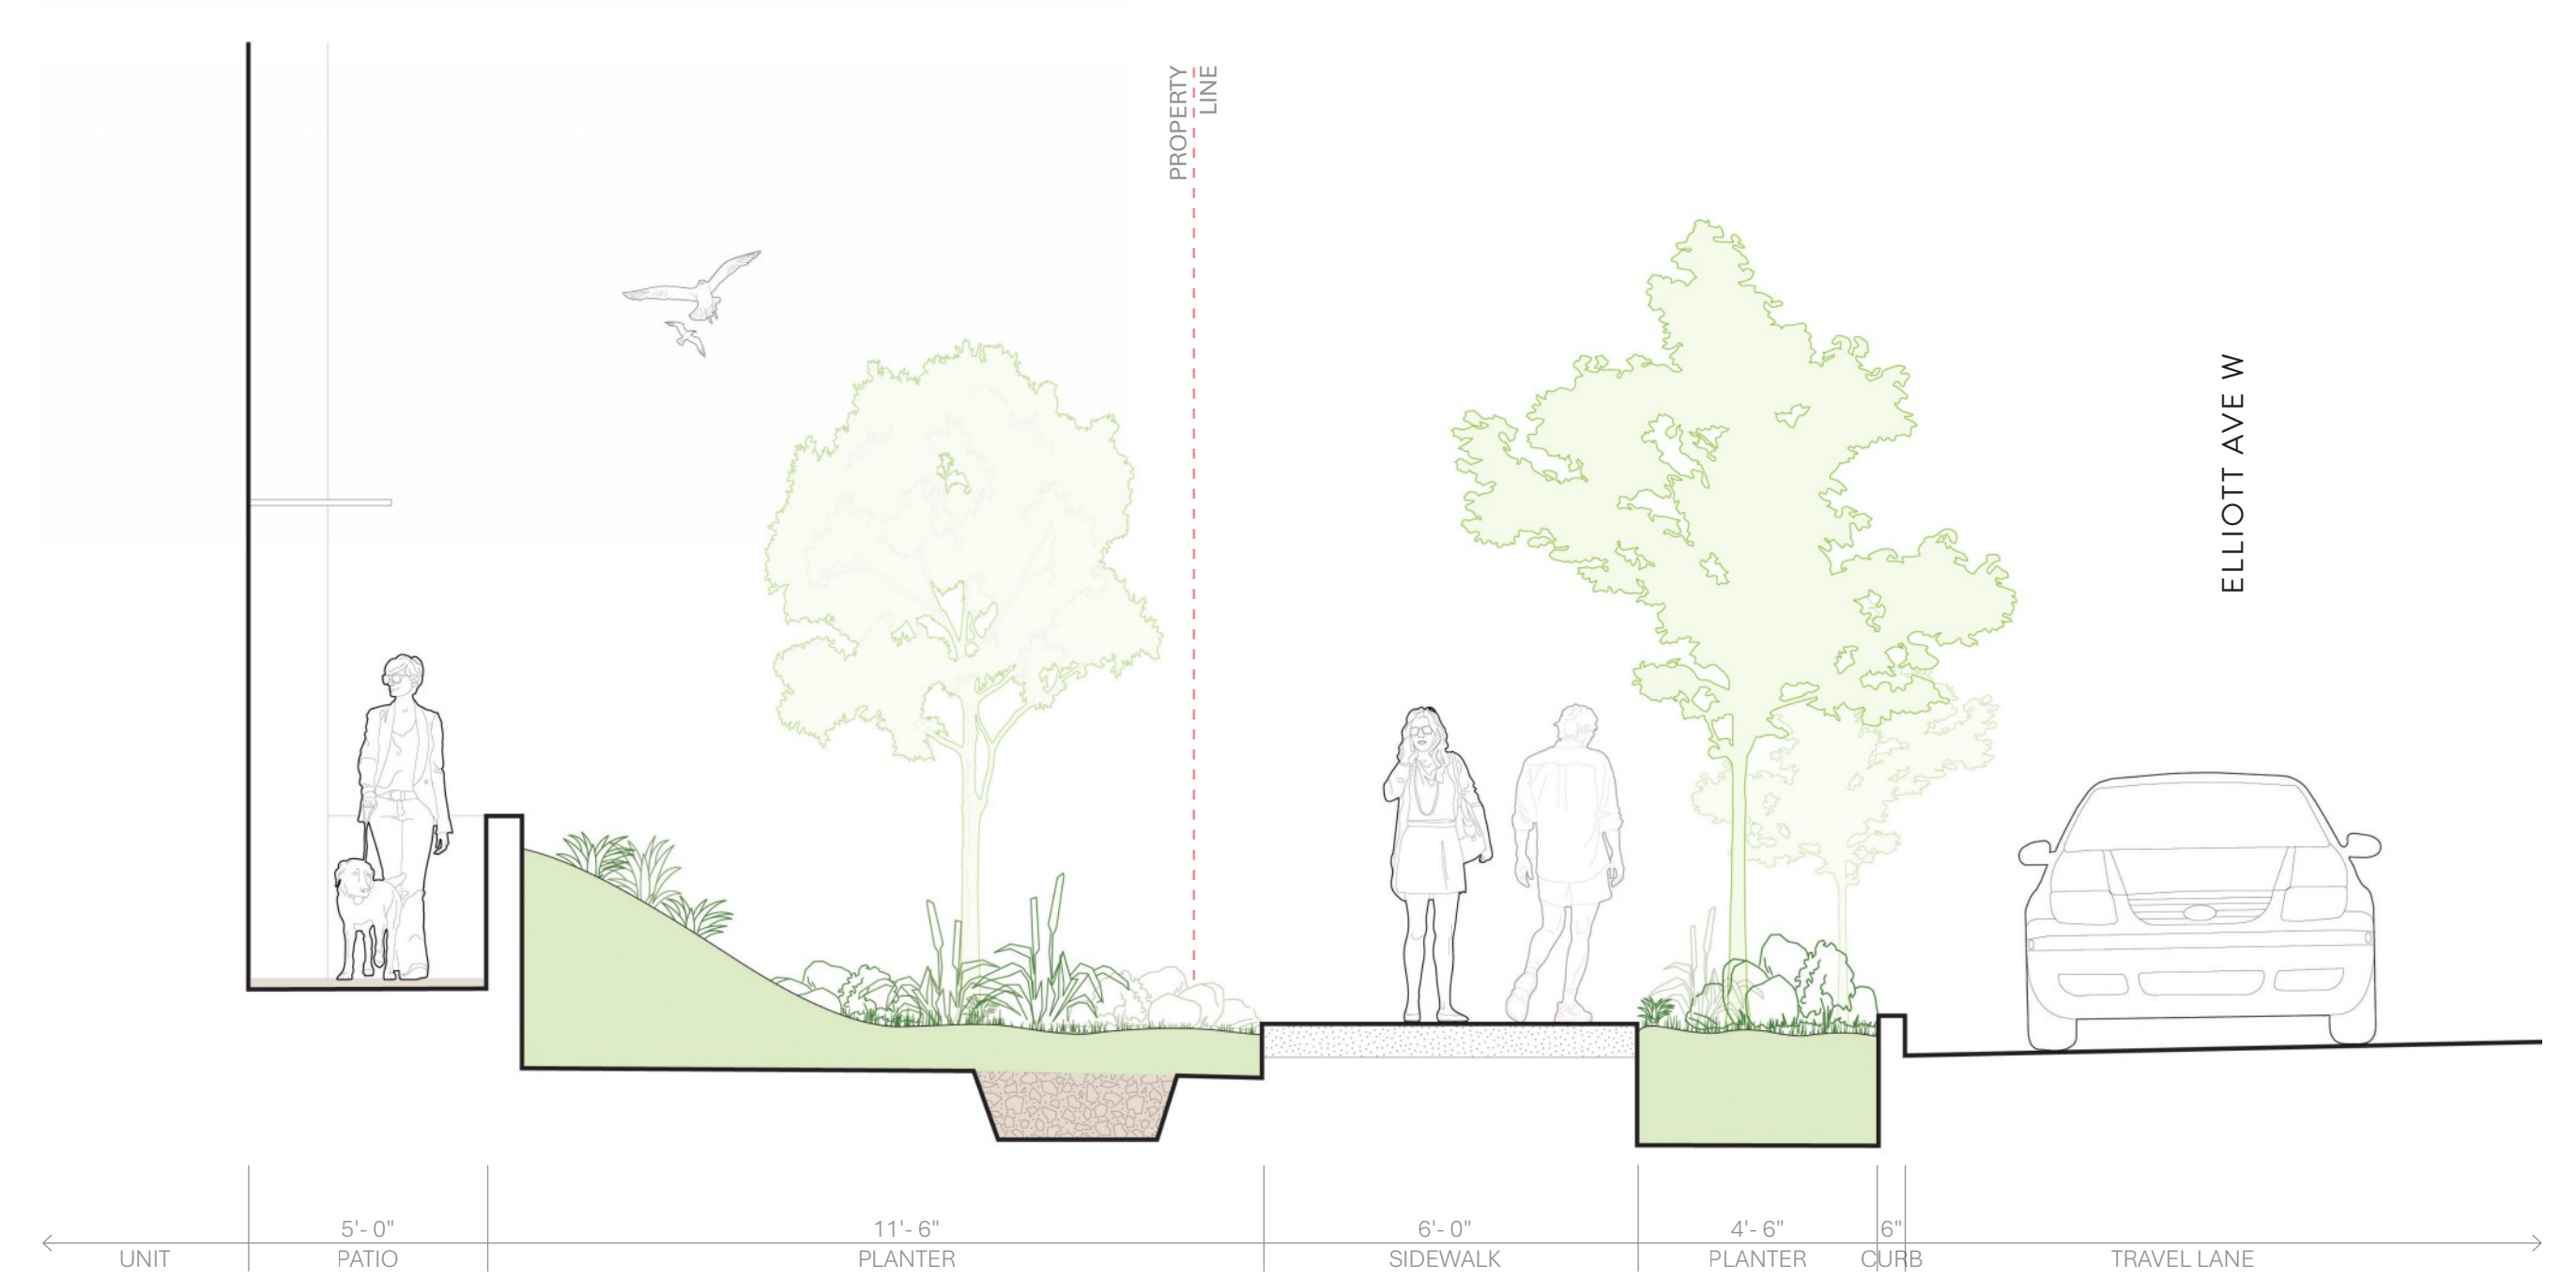 PROPERTY
LINE
ELLIOTT AVE W
5'- 0"
11'- 6"
6'- 0"
4'- 6"
6"
UNIT
PATIO
PLANTER
SIDEWALK
PLANTER
CURB
TRAVEL LANE